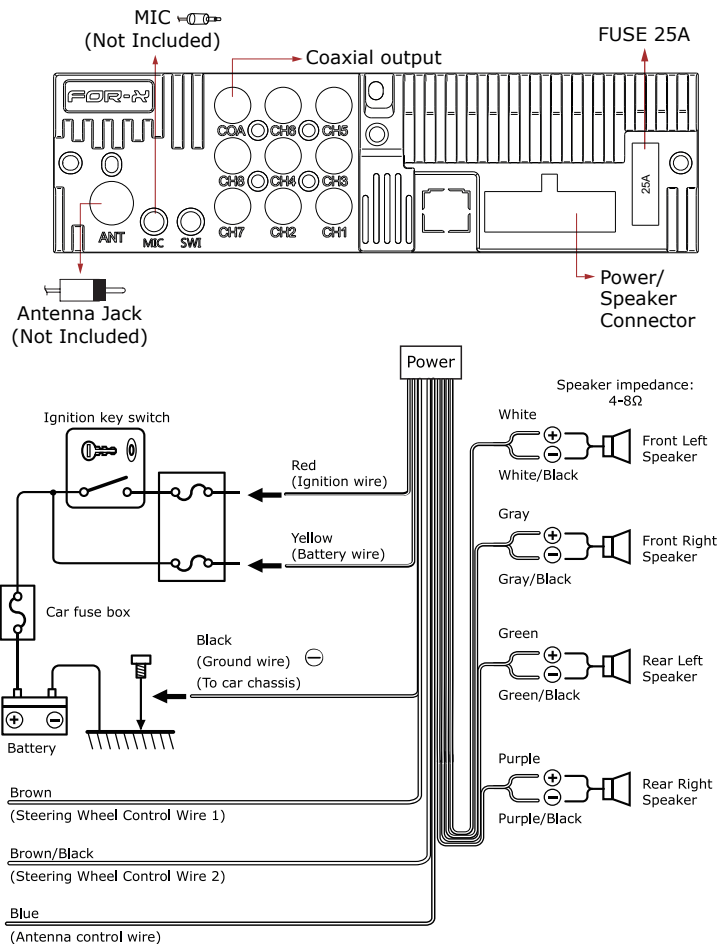 MIC
(Not Included)
Coaxial output
FUSE 25A
FOR-X
COA
CH6
CH5
CH8
CH4
CH3
CH7
CH2
CH1
ANT
MIC
SWI
25A
Antenna Jack
(Not Included)
Power/
Speaker
Connector
Power
Speaker impedance:
4-8Ω
Ignition key switch
Red
(Ignition wire)
Yellow
(Battery wire)
Car fuse box
Black
(Ground wire) ⊖
(To car chassis)
Battery
Brown
(Steering Wheel Control Wire 1)
Brown/Black
(Steering Wheel Control Wire 2)
Blue
(Antenna control wire)
White
White/Black
Front Left
Speaker
Gray
Gray/Black
Front Right
Speaker
Green
Green/Black
Rear Left
Speaker
Purple
Purple/Black
Rear Right
Speaker